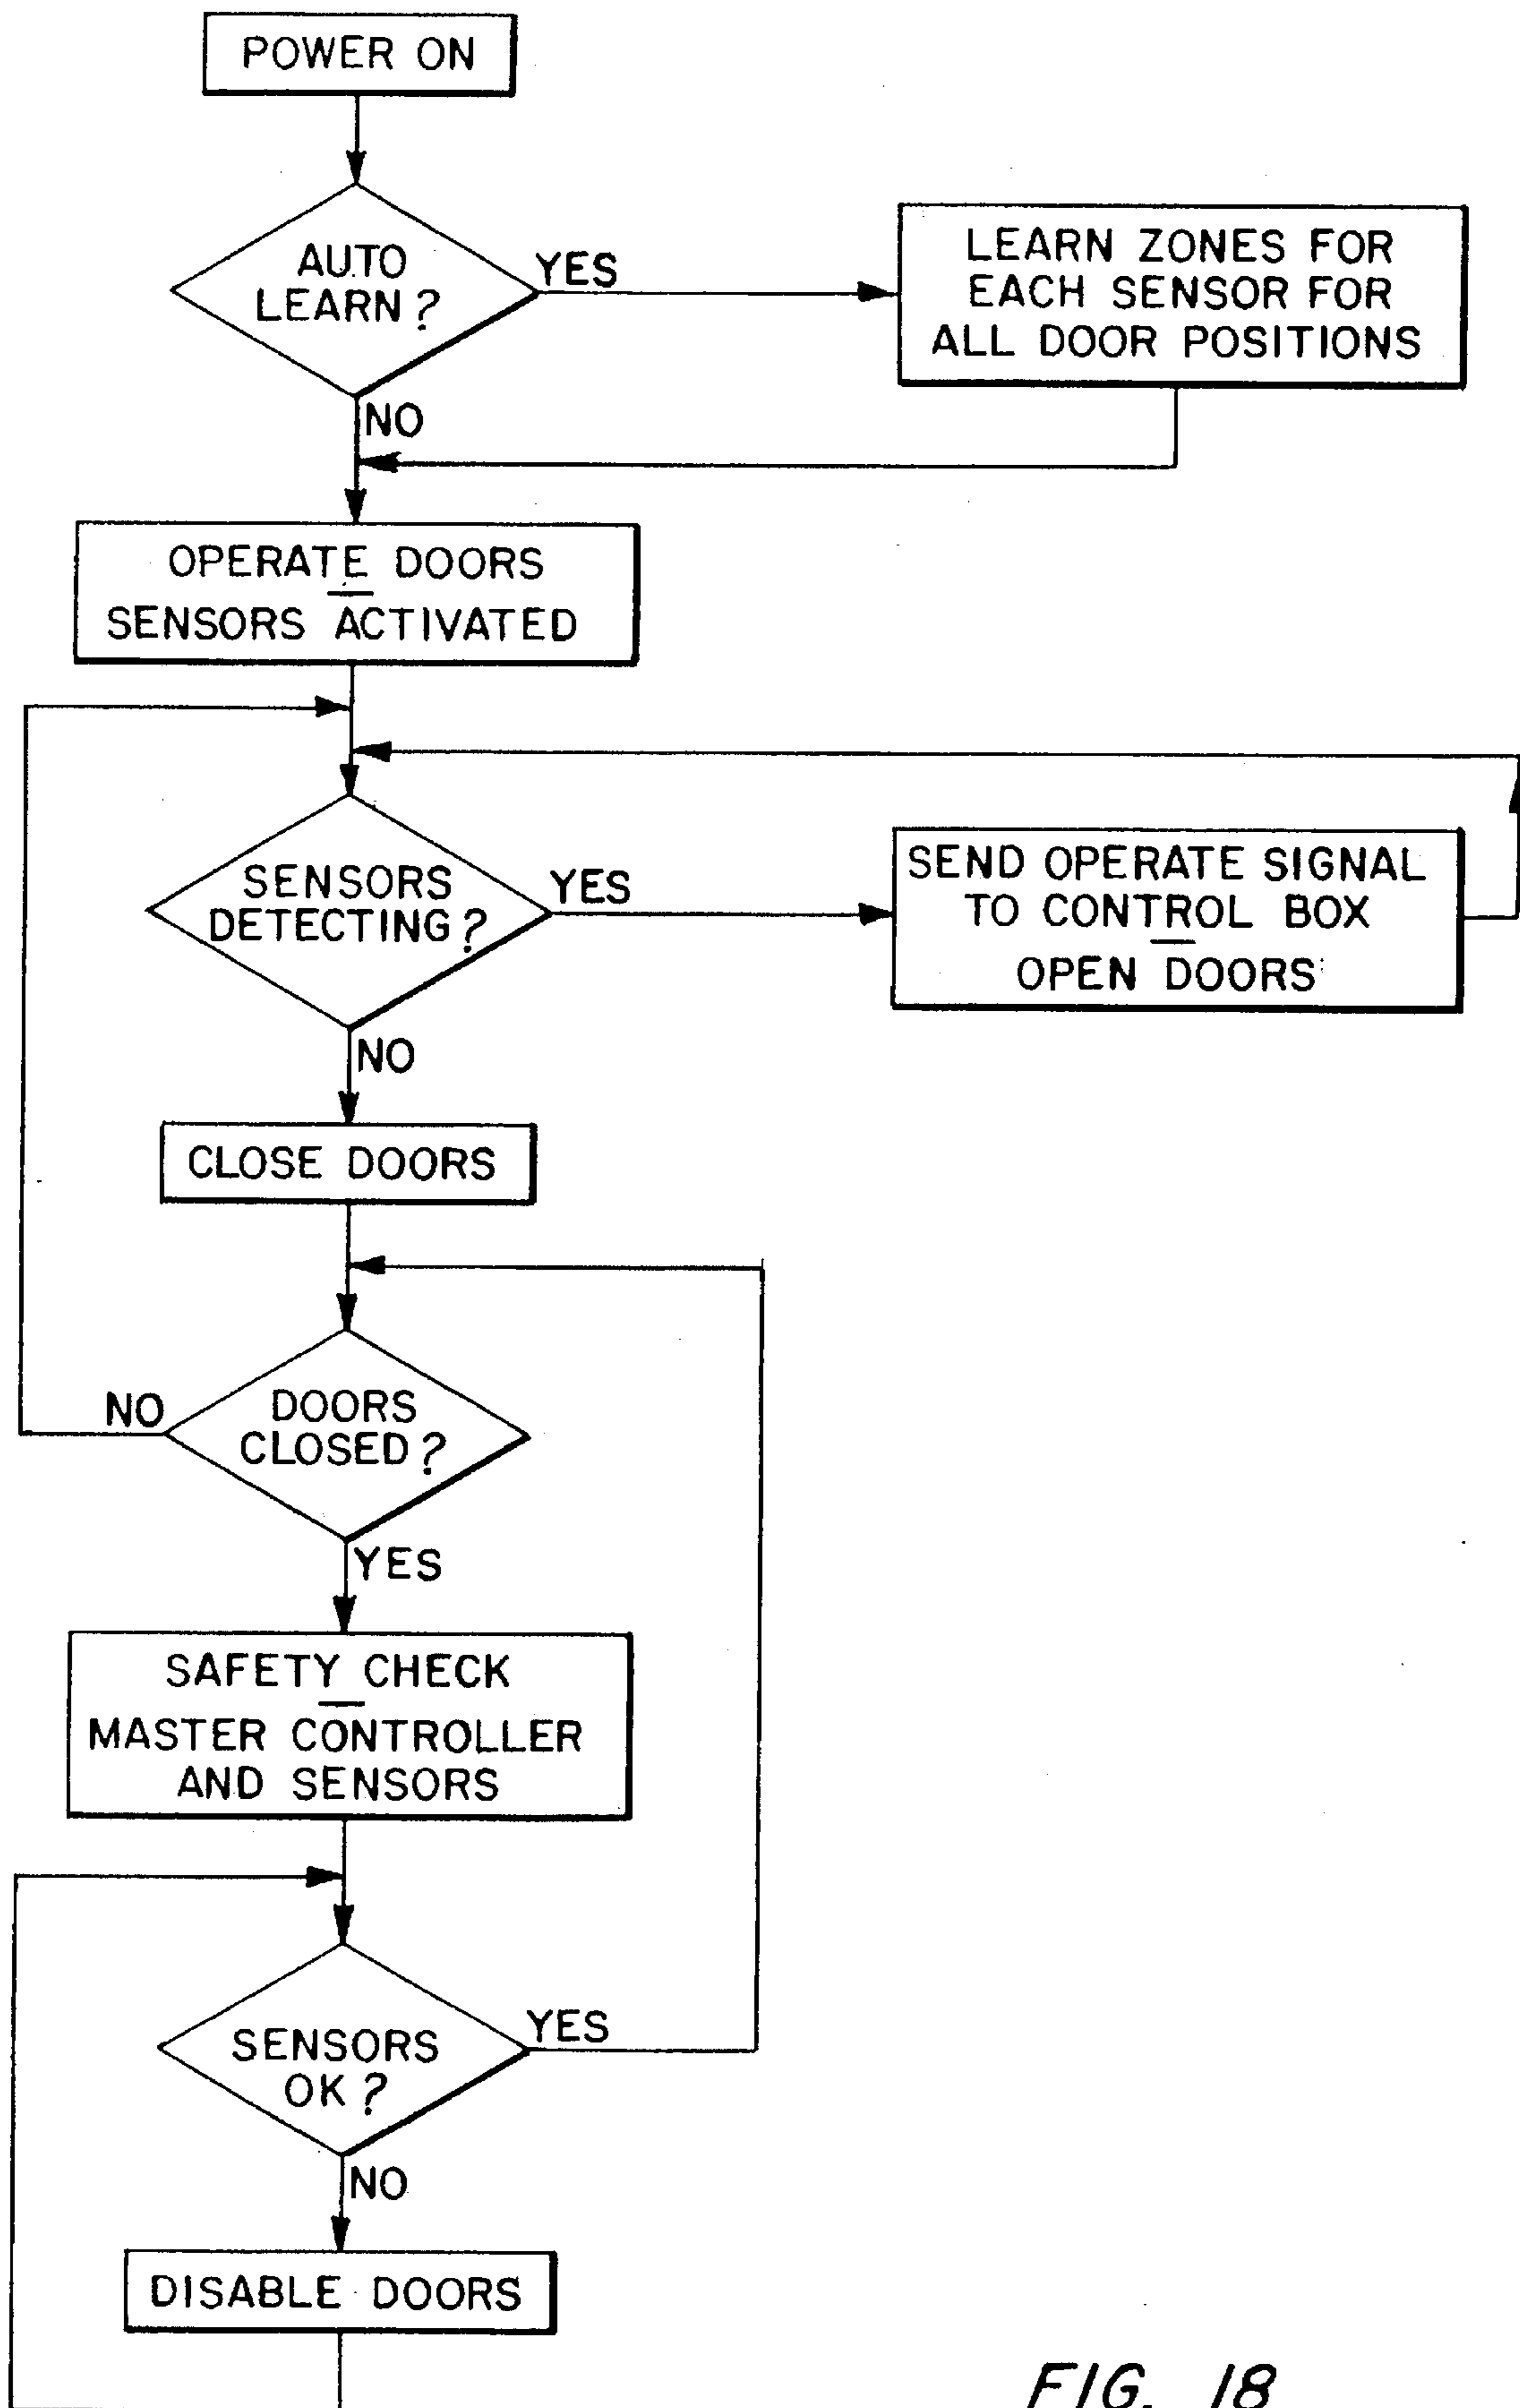 POWER ON
AUTO
LEARN?
YES
LEARN ZONES FOR
EACH SENSOR FOR
ALL DOOR POSITIONS
NO
OPERATE DOORS
—
SENSORS ACTIVATED
SENSORS
DETECTING?
YES
SEND OPERATE SIGNAL
TO CONTROL BOX
—
OPEN DOORS
NO
CLOSE DOORS
DOORS
CLOSED?
NO
YES
SAFETY CHECK
—
MASTER CONTROLLER
AND SENSORS
SENSORS
OK?
YES
NO
DISABLE DOORS
FIG. 18